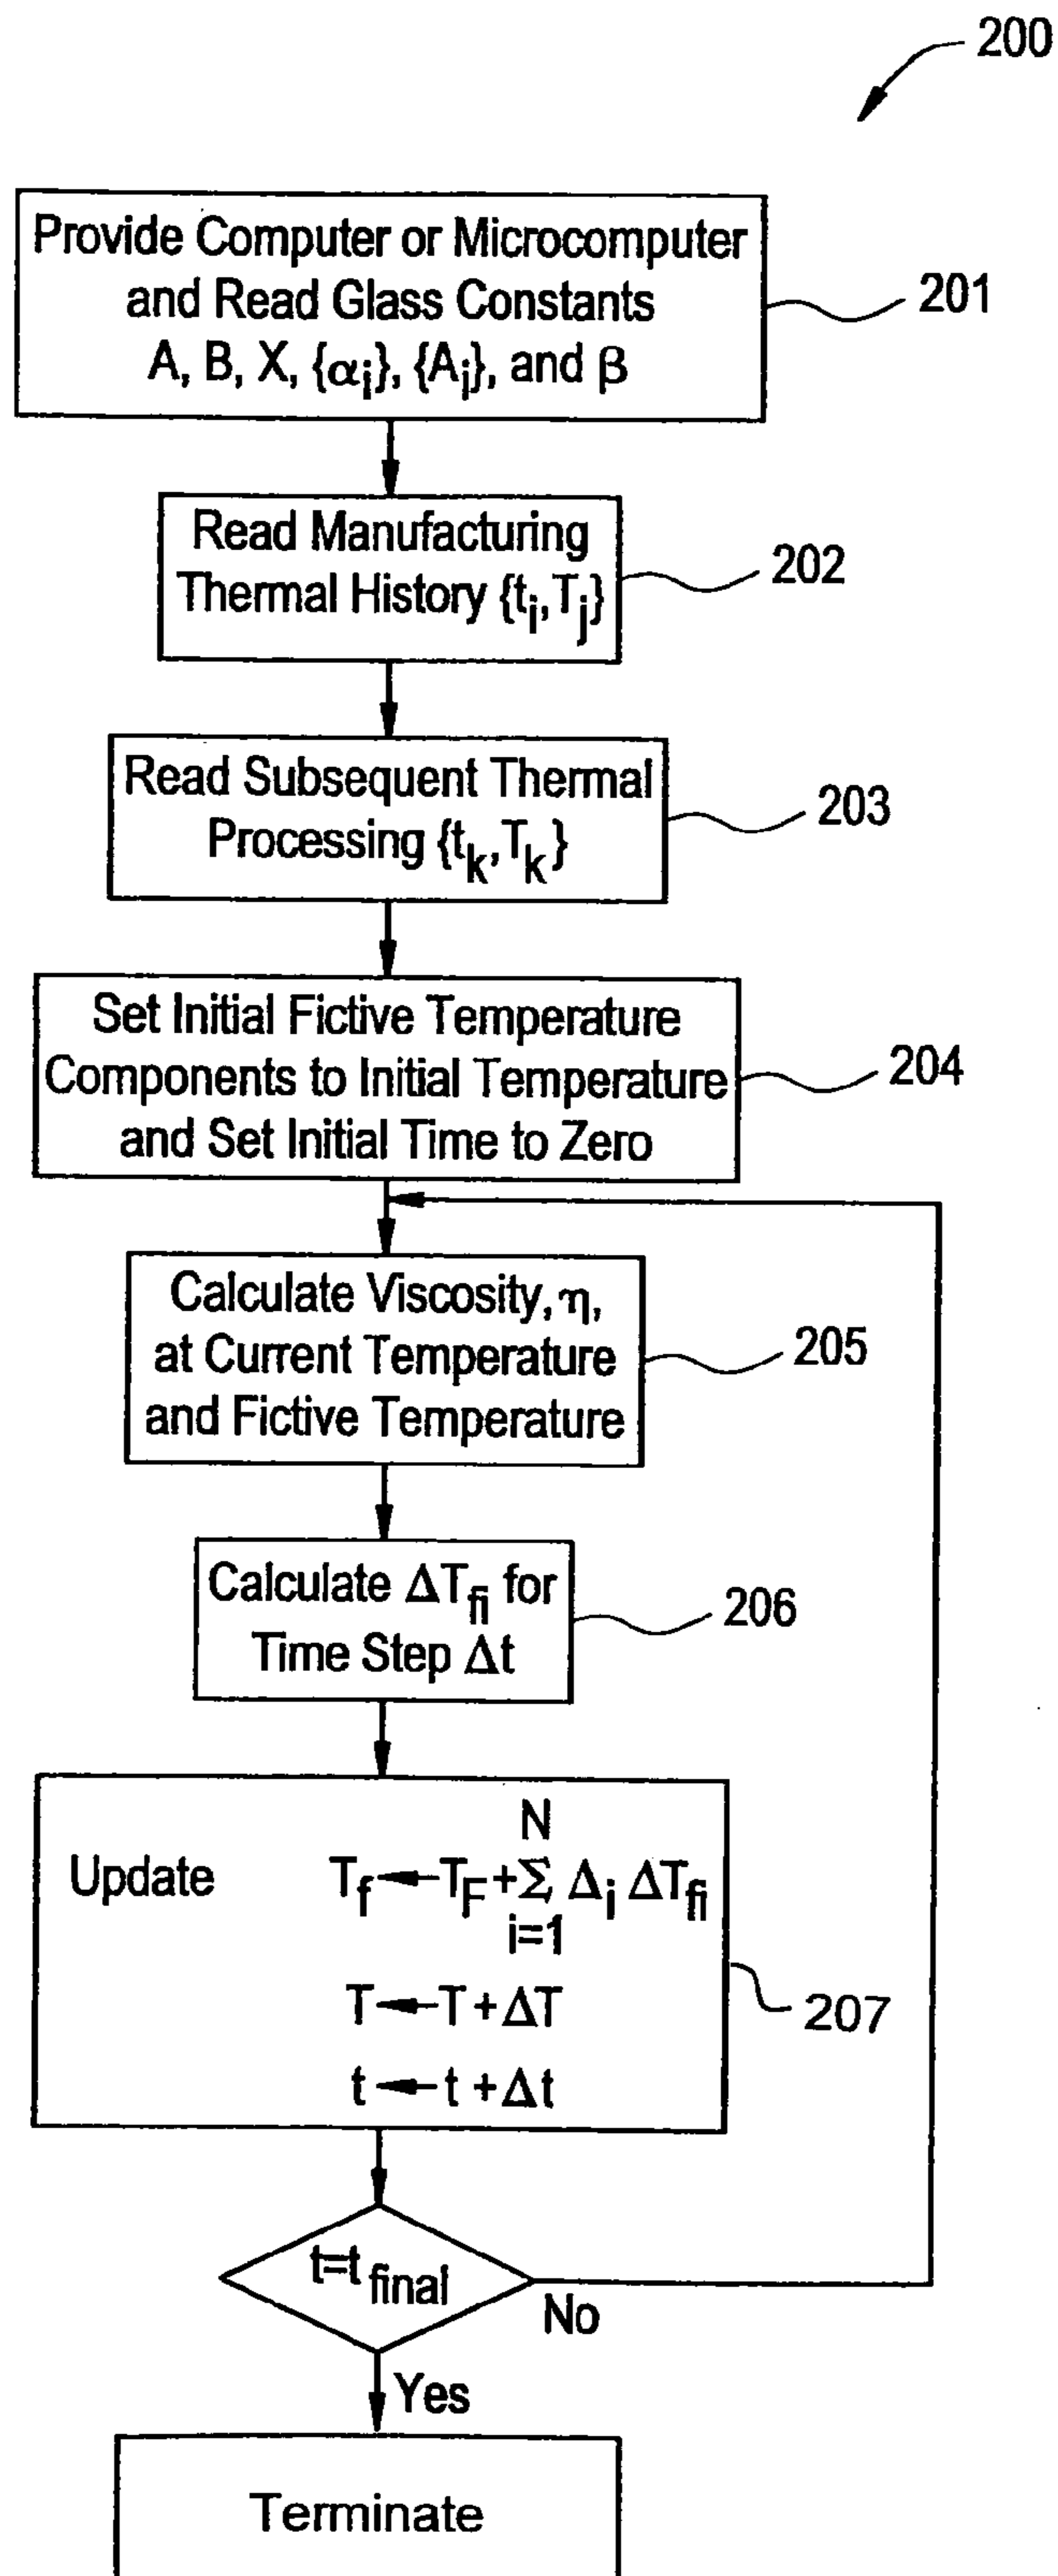 200
Provide Computer or Microcomputer
and Read Glass Constants
A, B, X, {αi}, {Ai}, and β
201
Read Manufacturing
Thermal History {ti,Tj}
202
Read Subsequent Thermal
Processing {tk,Tk}
203
Set Initial Fictive Temperature
Components to Initial Temperature
and Set Initial Time to Zero
204
Calculate Viscosity, η,
at Current Temperature
and Fictive Temperature
205
Calculate ΔTfi for
Time Step Δt
206
N
Update Tf←TF+Σ Δi ΔTfi
i=1
T←T+ΔT
t←t+Δt
207
t=tfinal
No
Yes
Terminate